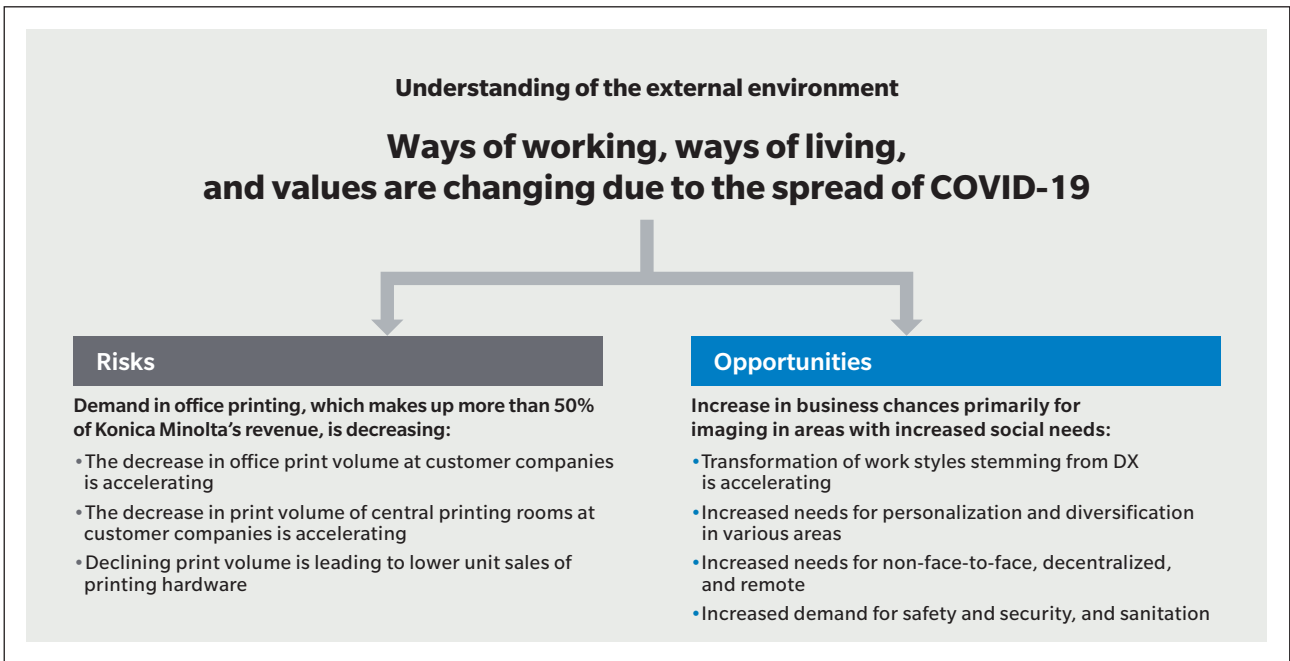 Understanding of the external environment
Ways of working, ways of living,
and values are changing due to the spread of COVID-19
Risks
Demand in office printing, which makes up more than 50%
of Konica Minolta's revenue, is decreasing:
•The decrease in office print volume at customer companies
is accelerating
•The decrease in print volume of central printing rooms at
customer companies is accelerating
•Declining print volume is leading to lower unit sales of
printing hardware
Opportunities
Increase in business chances primarily for
imaging in areas with increased social needs:
•Transformation of work styles stemming from DX
is accelerating
•Increased needs for personalization and diversification
in various areas
•Increased needs for non-face-to-face, decentralized,
and remote
•Increased demand for safety and security, and sanitation